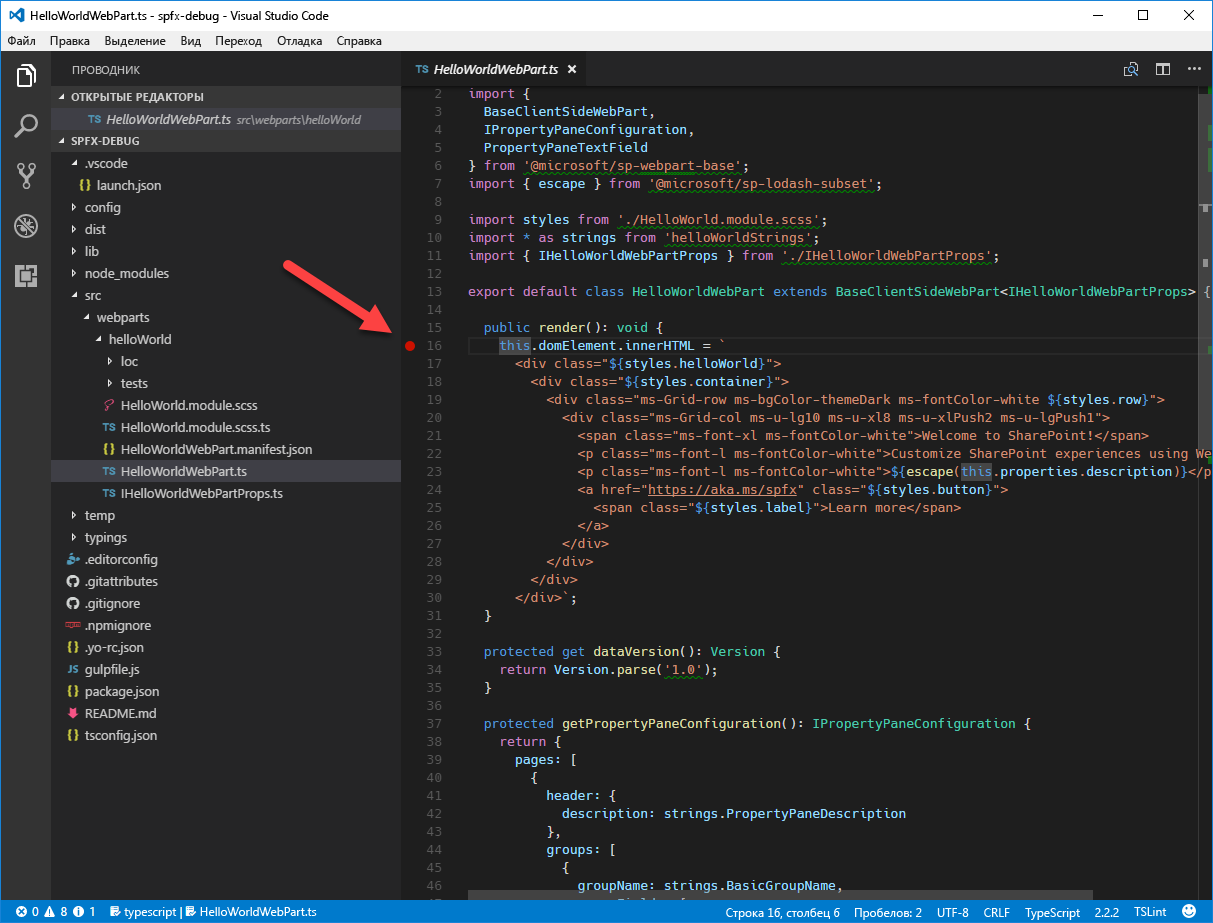 HelloWorldWebPart.ts - spfx-debug - Visual Studio Code
Файл Правка Выделение Вид Переход Отладка Справка
ПРОВОДНИК
ОТКРЫТЫЕ РЕДАКТОРЫ
TS HelloWorldWebPart.ts src\webparts\helloWorld
SPFX-DEBUG
.vscode
{} launch.json
config
dist
lib
node_modules
src
webparts
helloWorld
loc
tests
HelloWorld.module.scss
TS HelloWorld.module.scss.ts
{} HelloWorldWebPart.manifest.json
TS HelloWorldWebPart.ts
TS IHelloWorldWebPartProps.ts
temp
typings
.editorconfig
.gitattributes
.gitignore
.npmignore
{} .yo-rc.json
JS gulpfile.js
{} package.json
README.md
{} tsconfig.json
TS HelloWorldWebPart.ts
2 import {
3   BaseClientSideWebPart,
4   IPropertyPaneConfiguration,
5   PropertyPaneTextField
6 } from '@microsoft/sp-webpart-base';
7 import { escape } from '@microsoft/sp-lodash-subset';
8
9 import styles from './HelloWorld.module.scss';
10 import * as strings from 'helloWorldStrings';
11 import { IHelloWorldWebPartProps } from './IHelloWorldWebPartProps';
12
13 export default class HelloWorldWebPart extends BaseClientSideWebPart<IHelloWorldWebPartProps> {
14
15   public render(): void {
16     this.domElement.innerHTML = `
17       <div class="${styles.helloWorld}">
18         <div class="${styles.container}">
19           <div class="ms-Grid-row ms-bgColor-themeDark ms-fontColor-white ${styles.row}">
20             <div class="ms-Grid-col ms-u-lg10 ms-u-xl8 ms-u-xlPush2 ms-u-lgPush1">
21               <span class="ms-font-xl ms-fontColor-white">Welcome to SharePoint!</span>
22               <p class="ms-font-l ms-fontColor-white">Customize SharePoint experiences using We
23               <p class="ms-font-l ms-fontColor-white">${escape(this.properties.description)}</p
24               <a href="https://aka.ms/spfx" class="${styles.button}">
25                 <span class="${styles.label}">Learn more</span>
26               </a>
27             </div>
28           </div>
29         </div>
30       </div>`;
31   }
32
33   protected get dataVersion(): Version {
34     return Version.parse('1.0');
35   }
36
37   protected getPropertyPaneConfiguration(): IPropertyPaneConfiguration {
38     return {
39       pages: [
40         {
41           header: {
42             description: strings.PropertyPaneDescription
43           },
44           groups: [
45             {
46               groupName: strings.BasicGroupName,
0 8 1 typescript | HelloWorldWebPart.ts Строка 16, столбец 6 Пробелов: 2 UTF-8 CRLF TypeScript 2.2.2 TSLint